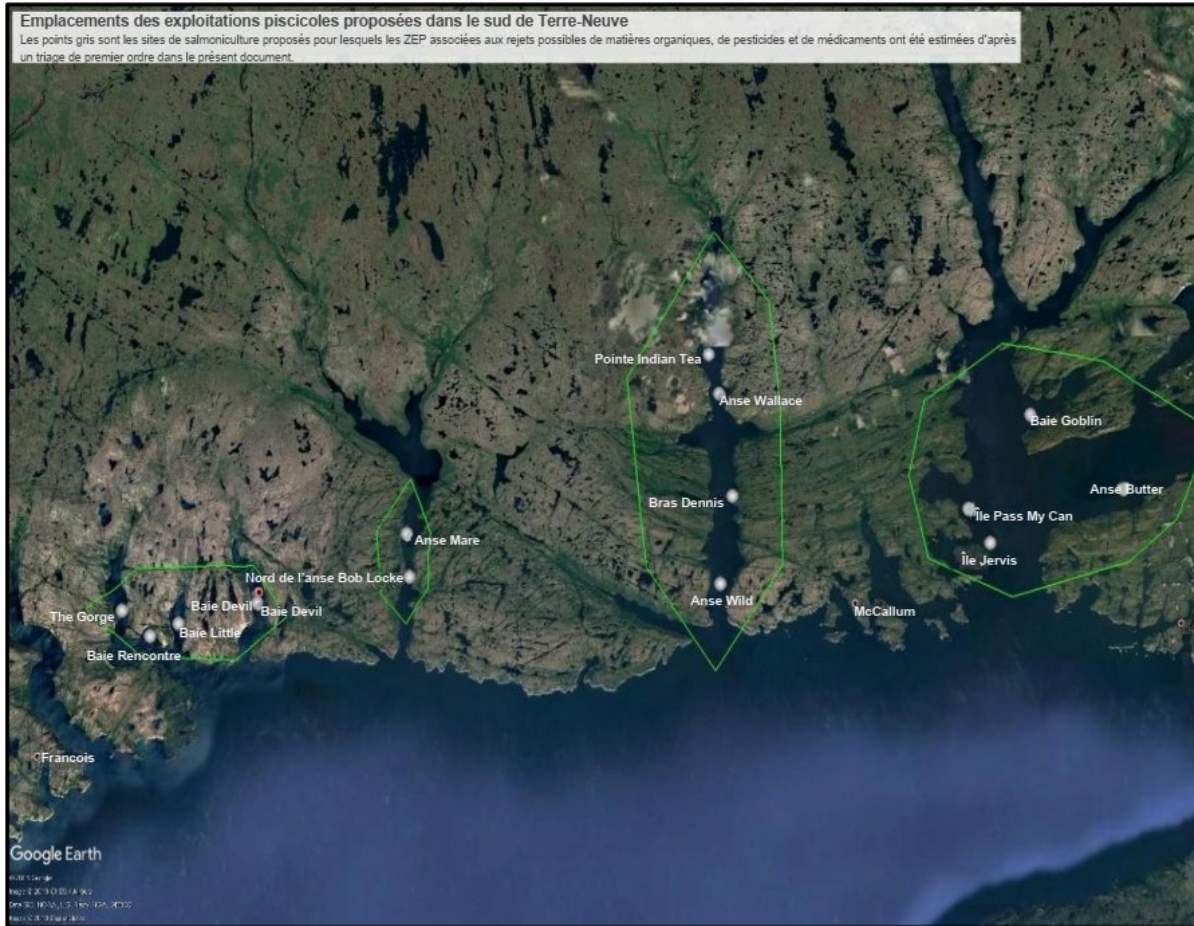 Emplacements des exploitations piscicoles proposées dans le sud de Terre-Neuve
Les points gris sont les sites de salmoniculture proposés pour lesquels les ZEP associées aux rejets possibles de matières organiques, de pesticides et de médicaments ont été estimées d'après
un triage de premier ordre dans le présent document.
Pointe Indian Tea
Anse Wallace
Baie Goblin
Anse Butter
Bras Dennis
Île Pass My Can
Anse Mare
Île Jervis
Nord de l'anse Bob Locke
Anse Wild
Baie Devil
Baie Devil
The Gorge
McCallum
Baie Little
Baie Rencontre
Francois
Google Earth